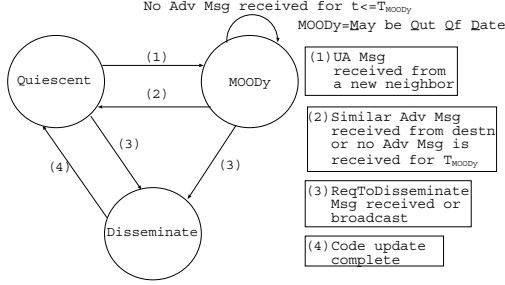 No Adv Msg received for t<=T_MOODy
MOODy=May be Out Of Date
Quiescent
(1)
MOODy
(2)
(3)
(3)
(4)
Disseminate
(1) UA Msg
received from
a new neighbor
(2) Similar Adv Msg
received from destn
or no Adv Msg is
received for T_MOODy
(3) ReqToDisseminate
Msg received or
broadcast
(4) Code update
complete